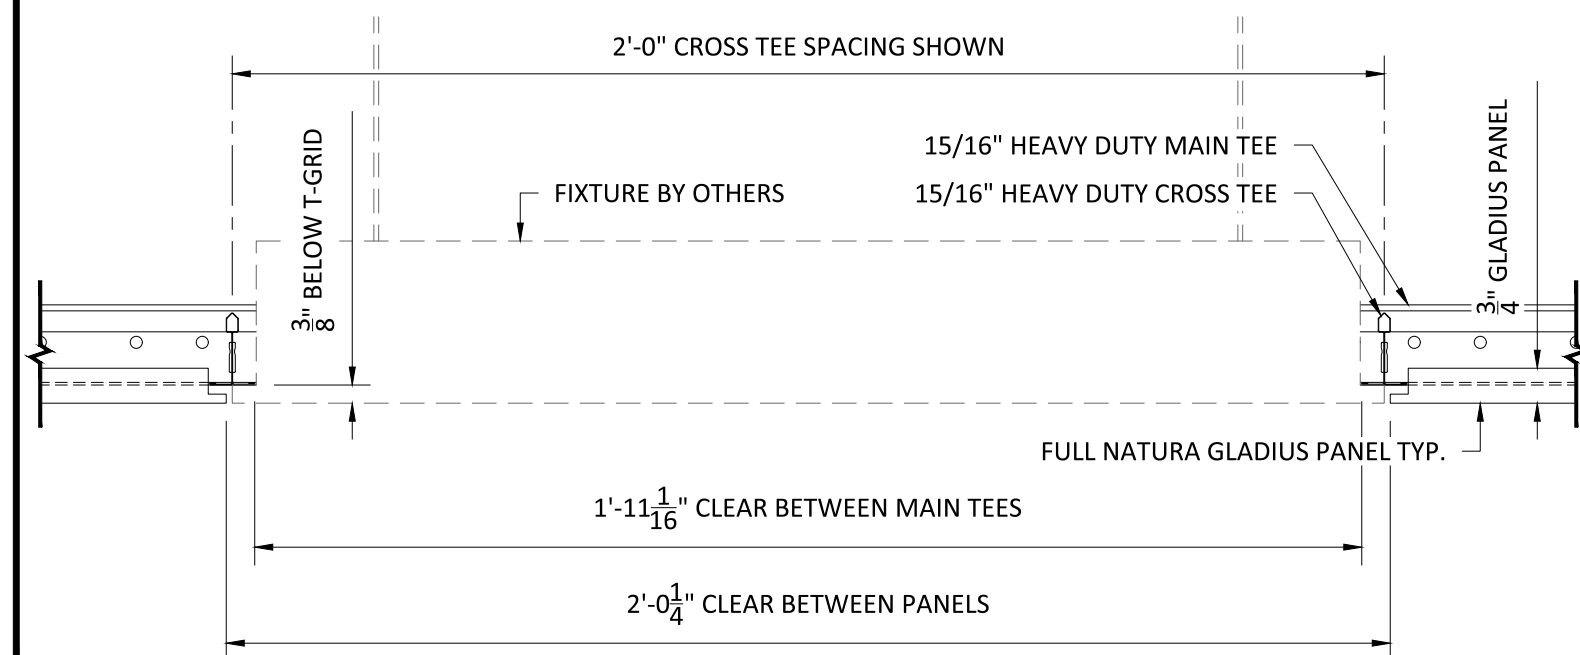 2'-0" CROSS TEE SPACING SHOWN
3/8" BELOW T-GRID
FIXTURE BY OTHERS
15/16" HEAVY DUTY MAIN TEE
15/16" HEAVY DUTY CROSS TEE
3/4" GLADIUS PANEL
FULL NATURA GLADIUS PANEL TYP.
1'-11 1/16" CLEAR BETWEEN MAIN TEES
2'-0 1/4" CLEAR BETWEEN PANELS